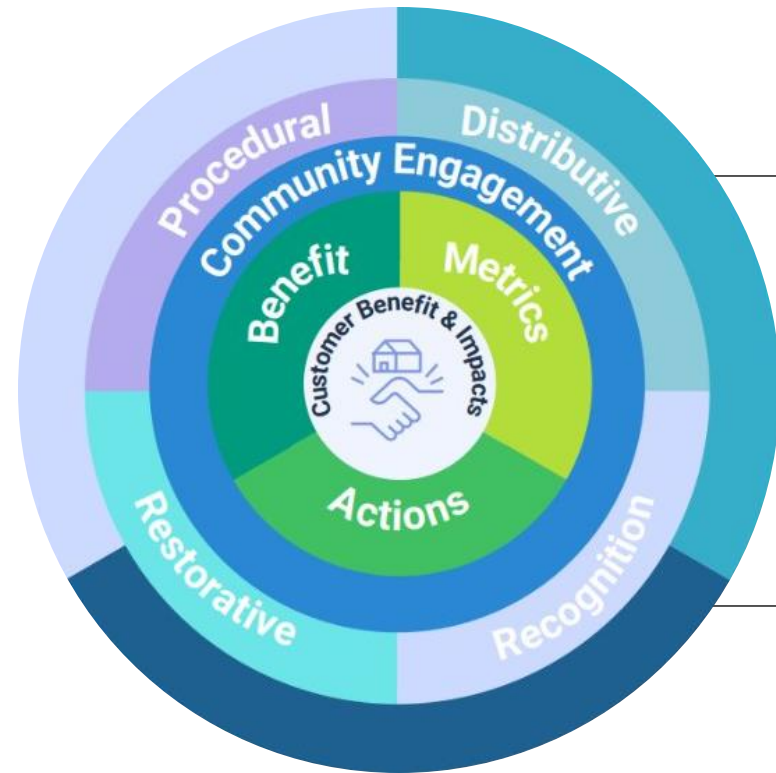 Procedural
Distributive
Community Engagement
Benefit
Metrics
Customer Benefit & Impacts
Actions
Restorative
Recognition